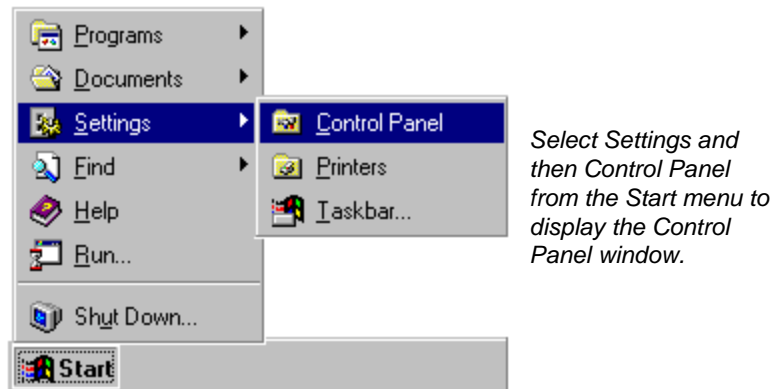 Programs
Documents
Settings
Find
Help
Run...
Shut Down...
Start
Control Panel
Printers
Taskbar...
Select Settings and
then Control Panel
from the Start menu to
display the Control
Panel window.